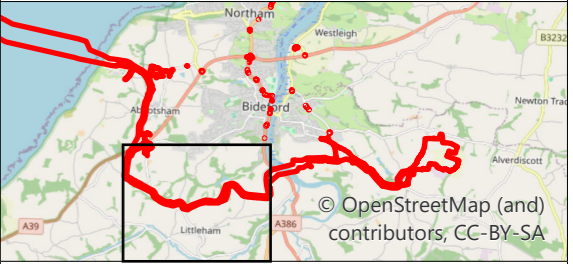 Northam
Westleigh
B3232
Bideford
Abbotsham
Newton Trac
Alverdiscott
A39
Littleham
A386
© OpenStreetMap (and)
contributors, CC-BY-SA